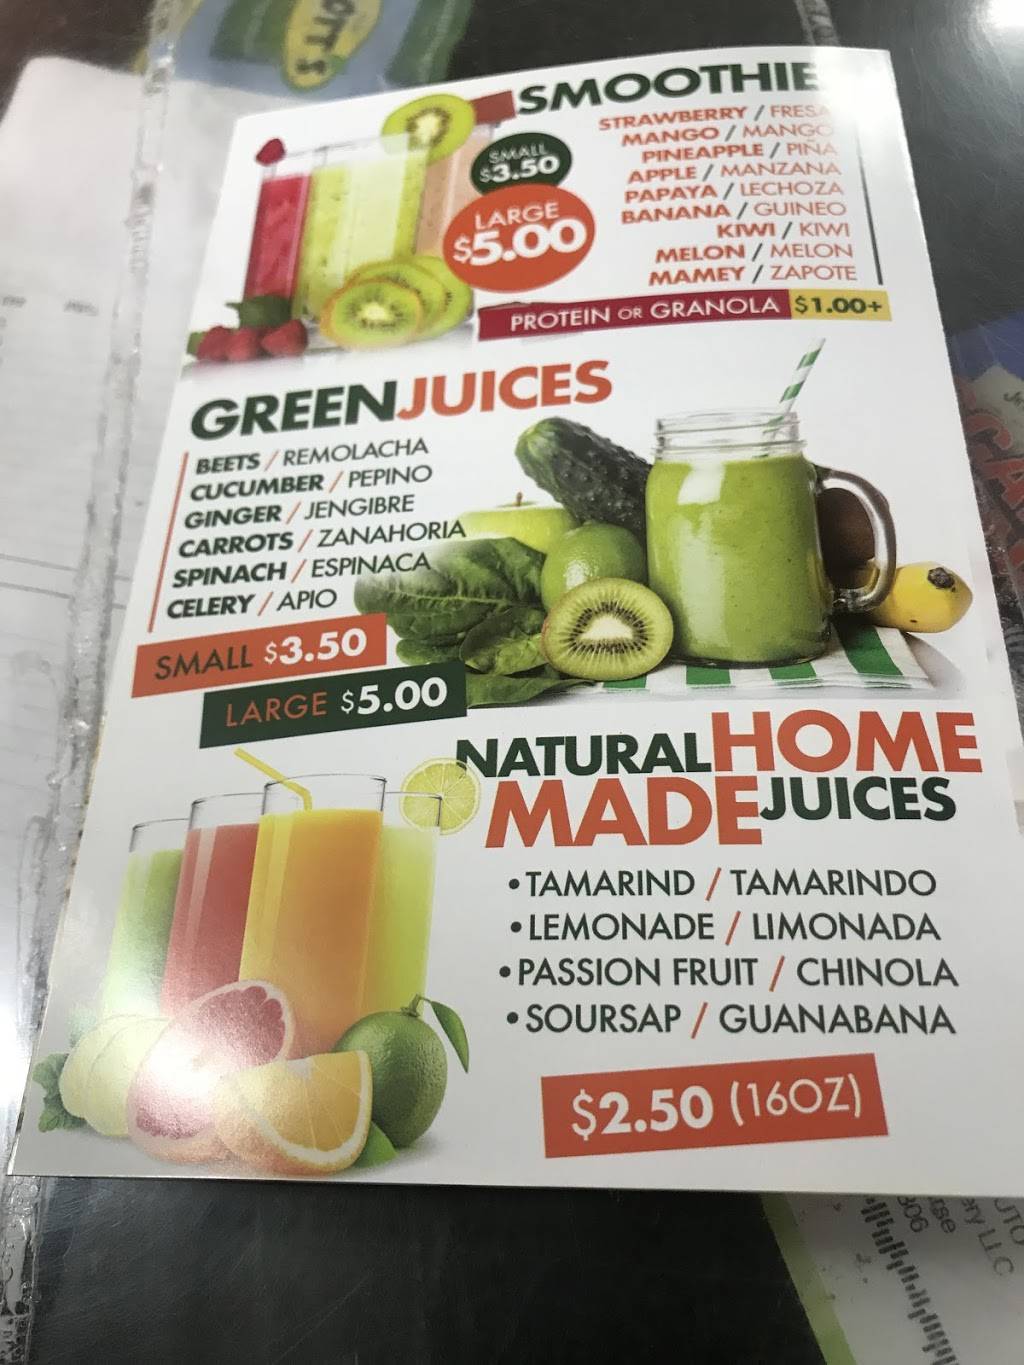 OTT'S
SMOOTHIE
SMALL
$3.50
LARGE
$5.00
STRAWBERRY / FRESA
MANGO / MANGO
PINEAPPLE / PIÑA
APPLE / MANZANA
PAPAYA / LECHOZA
BANANA / GUINEO
KIWI / KIWI
MELON / MELON
MAMEY / ZAPOTE
PROTEIN OR GRANOLA $1.00+
GREENJUICES
BEETS / REMOLACHA
CUCUMBER / PEPINO
GINGER / JENGIBRE
CARROTS / ZANAHORIA
SPINACH / ESPINACA
CELERY / APIO
SMALL $3.50
LARGE $5.00
NATURALHOME
MADEJUICES
•TAMARIND / TAMARINDO
•LEMONADE / LIMONADA
•PASSION FRUIT / CHINOLA
•SOURSAP / GUANABANA
$2.50 (16OZ)
LLC
306